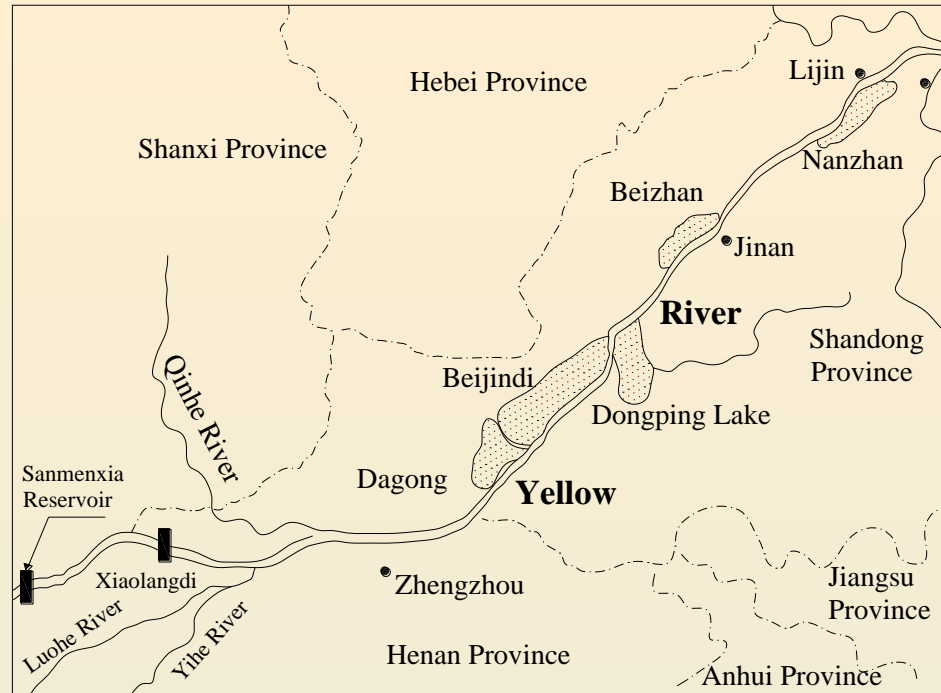 Lijin
Hebei Province
Shanxi Province
Nanzhan
Beizhan
Jinan
River
Shandong
Province
Qinhe River
Beijindi
Dongping Lake
Dagong
Yellow
Sanmenxia
Reservoir
Xiaolangdi
Zhengzhou
Jiangsu
Province
Luohe River
Yihe River
Henan Province
Anhui Province